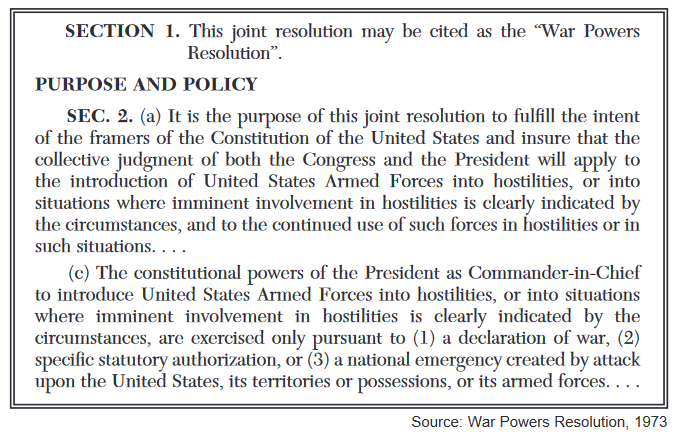 SECTION 1. This joint resolution may be cited as the “War Powers
Resolution”.
PURPOSE AND POLICY
SEC. 2. (a) It is the purpose of this joint resolution to fulfill the intent
of the framers of the Constitution of the United States and insure that the
collective judgment of both the Congress and the President will apply to
the introduction of United States Armed Forces into hostilities, or into
situations where imminent involvement in hostilities is clearly indicated by
the circumstances, and to the continued use of such forces in hostilities or in
such situations. . . .
(c) The constitutional powers of the President as Commander-in-Chief
to introduce United States Armed Forces into hostilities, or into situations
where imminent involvement in hostilities is clearly indicated by the
circumstances, are exercised only pursuant to (1) a declaration of war, (2)
specific statutory authorization, or (3) a national emergency created by attack
upon the United States, its territories or possessions, or its armed forces. . . .
Source: War Powers Resolution, 1973